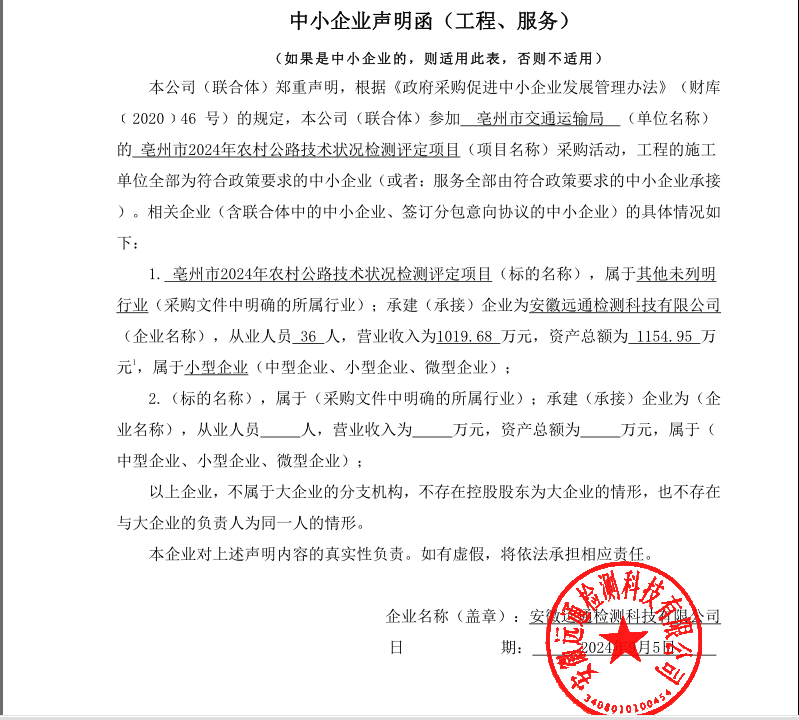 中小企业声明函（工程、服务）
（如果是中小企业的，则适用此表，否则不适用）
本公司（联合体）郑重声明，根据《政府采购促进中小企业发展管理办法》（财库
﹝2020﹞46 号）的规定，本公司（联合体）参加 亳州市交通运输局 （单位名称）
的 亳州市2024年农村公路技术状况检测评定项目（项目名称）采购活动，工程的施工
单位全部为符合政策要求的中小企业（或者：服务全部由符合政策要求的中小企业承接
）。相关企业（含联合体中的中小企业、签订分包意向协议的中小企业）的具体情况如
下：
1. 亳州市2024年农村公路技术状况检测评定项目（标的名称），属于其他未列明
行业（采购文件中明确的所属行业）；承建（承接）企业为安徽远通检测科技有限公司
（企业名称），从业人员 36 人，营业收入为1019.68 万元，资产总额为 1154.95 万
元1，属于小型企业（中型企业、小型企业、微型企业）；
2.（标的名称），属于（采购文件中明确的所属行业）；承建（承接）企业为（企
业名称），从业人员_____人，营业收入为_____万元，资产总额为_____万元，属于（
中型企业、小型企业、微型企业）；
以上企业，不属于大企业的分支机构，不存在控股股东为大企业的情形，也不存在
与大企业的负责人为同一人的情形。
本企业对上述声明内容的真实性负责。如有虚假，将依法承担相应责任。
企业名称（盖章）：安徽远通检测科技有限公司
日 期： 2024年 月5日
安徽远通检测科技有限公司
3408010100454